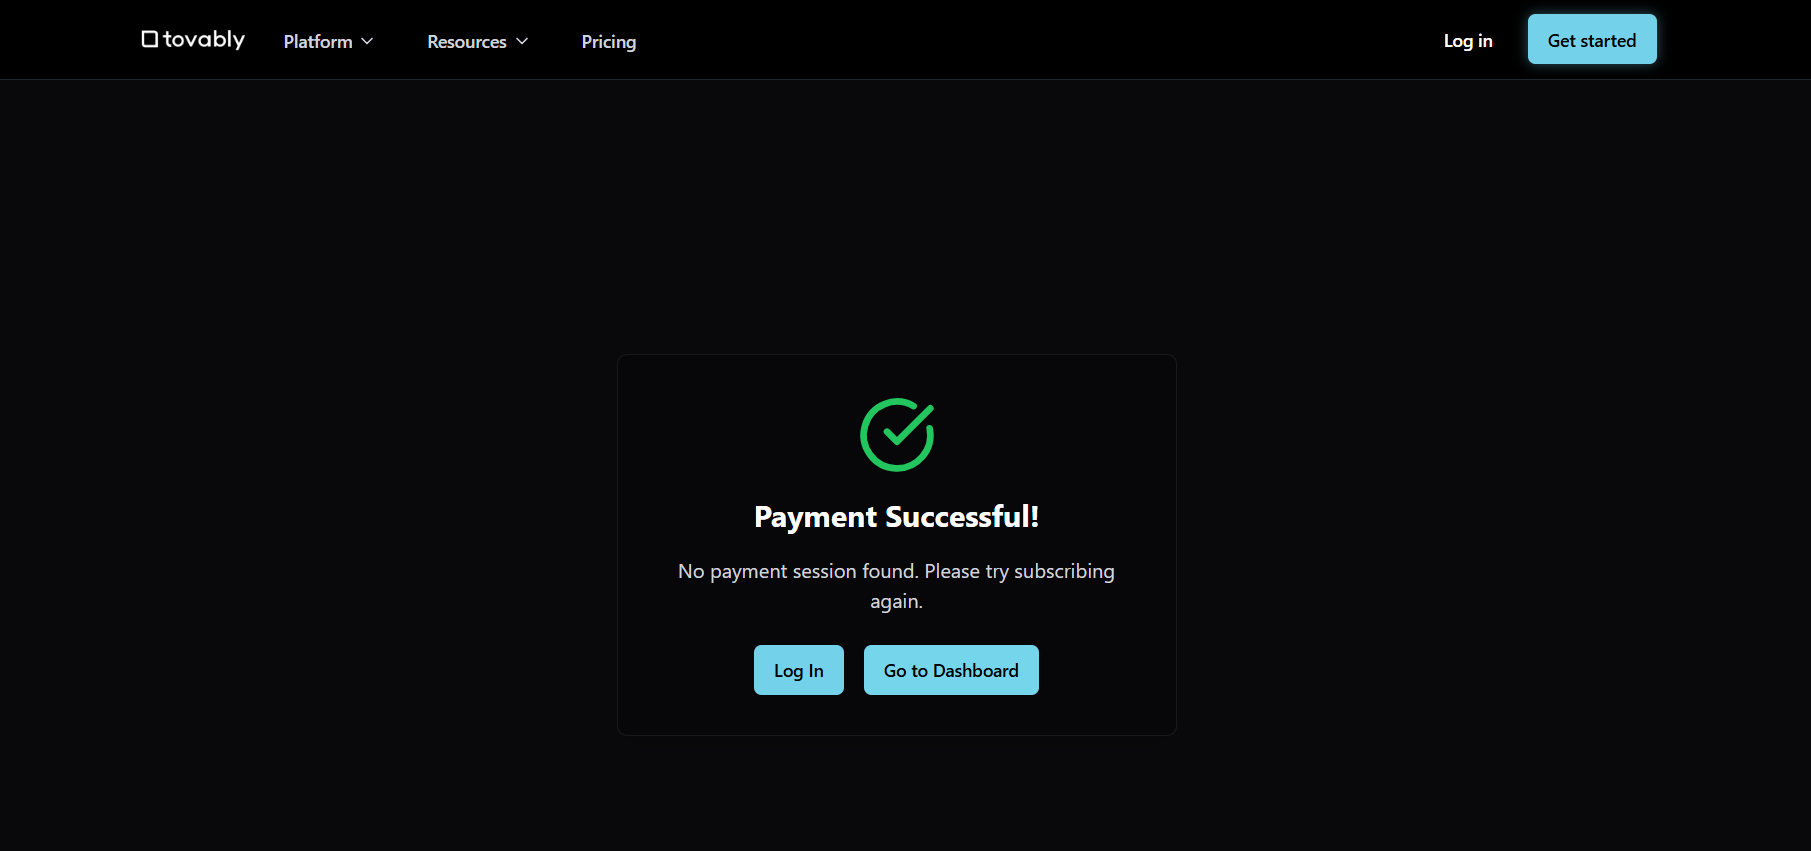 tovably
Platform
Resources
Pricing
Log in
Get started
Payment Successful!
No payment session found. Please try subscribing
again.
Log In
Go to Dashboard